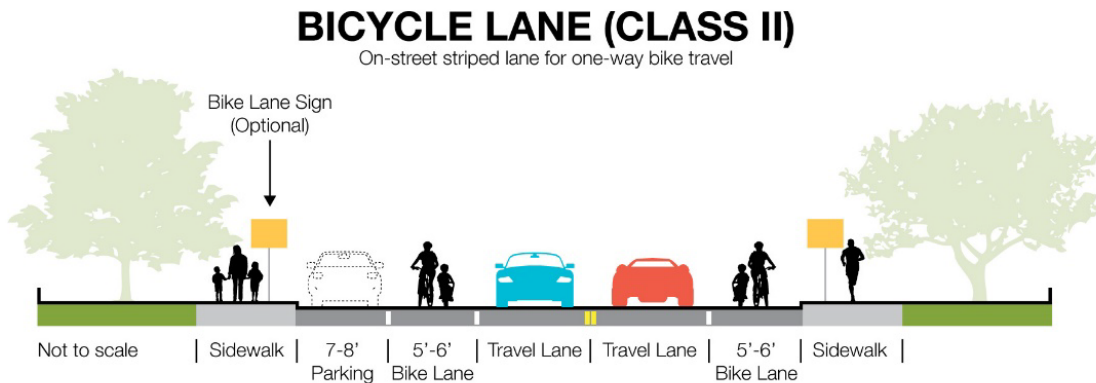 BICYCLE LANE (CLASS II)
On-street striped lane for one-way bike travel
Bike Lane Sign
(Optional)
Not to scale
Sidewalk
7-8'
Parking
5'-6'
Bike Lane
Travel Lane
Travel Lane
5'-6'
Bike Lane
Sidewalk